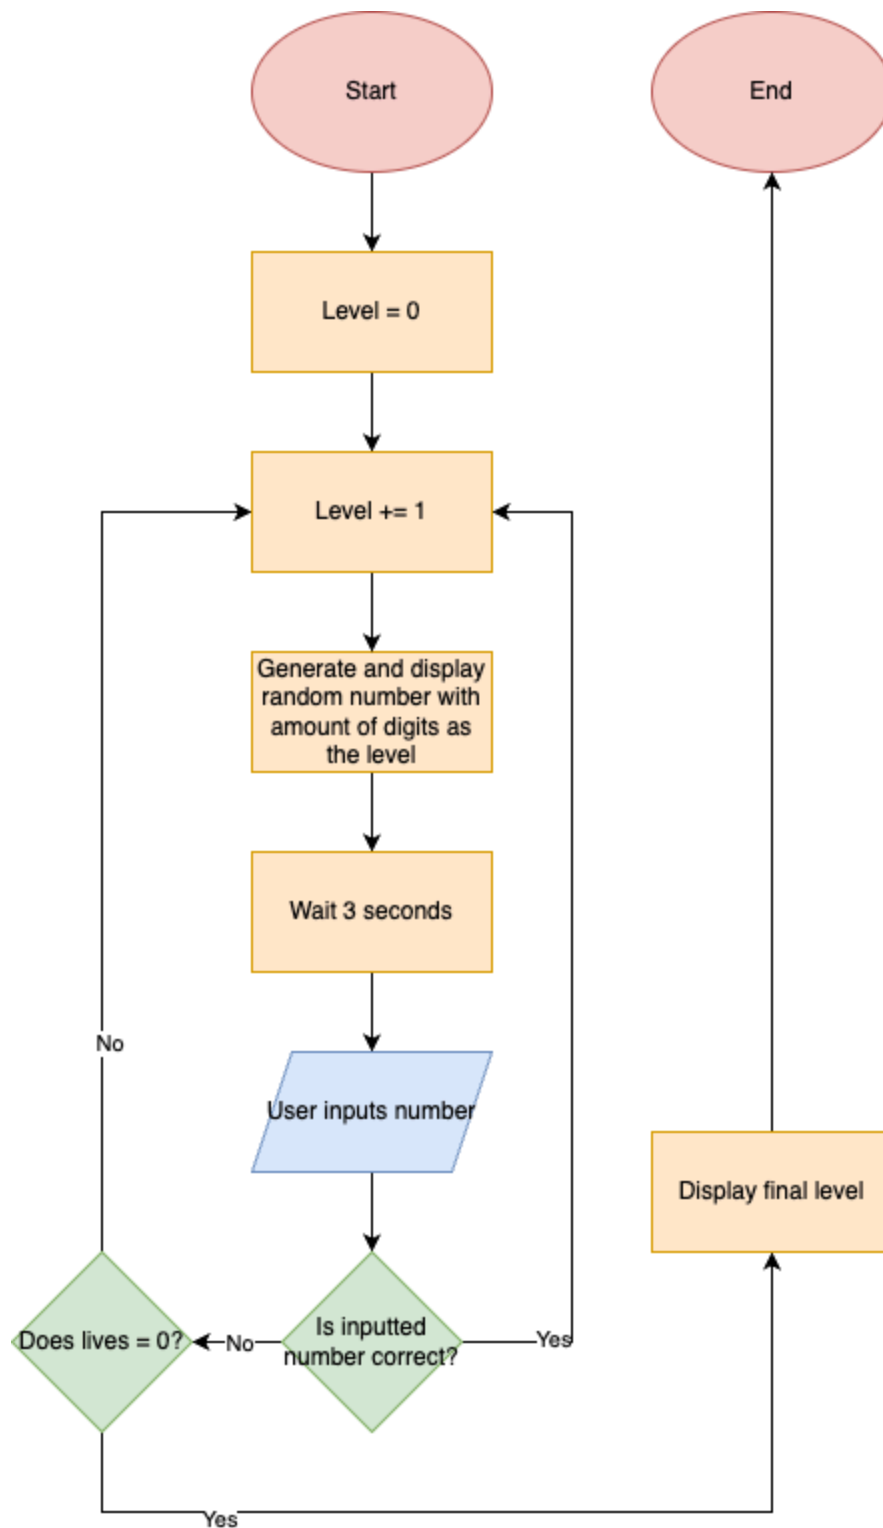 Start
End
Level = 0
Level += 1
Generate and display
random number with
amount of digits as
the level
Wait 3 seconds
No
User inputs number
Display final level
Does lives = 0?
No
Is inputted
number correct?
Yes
Yes